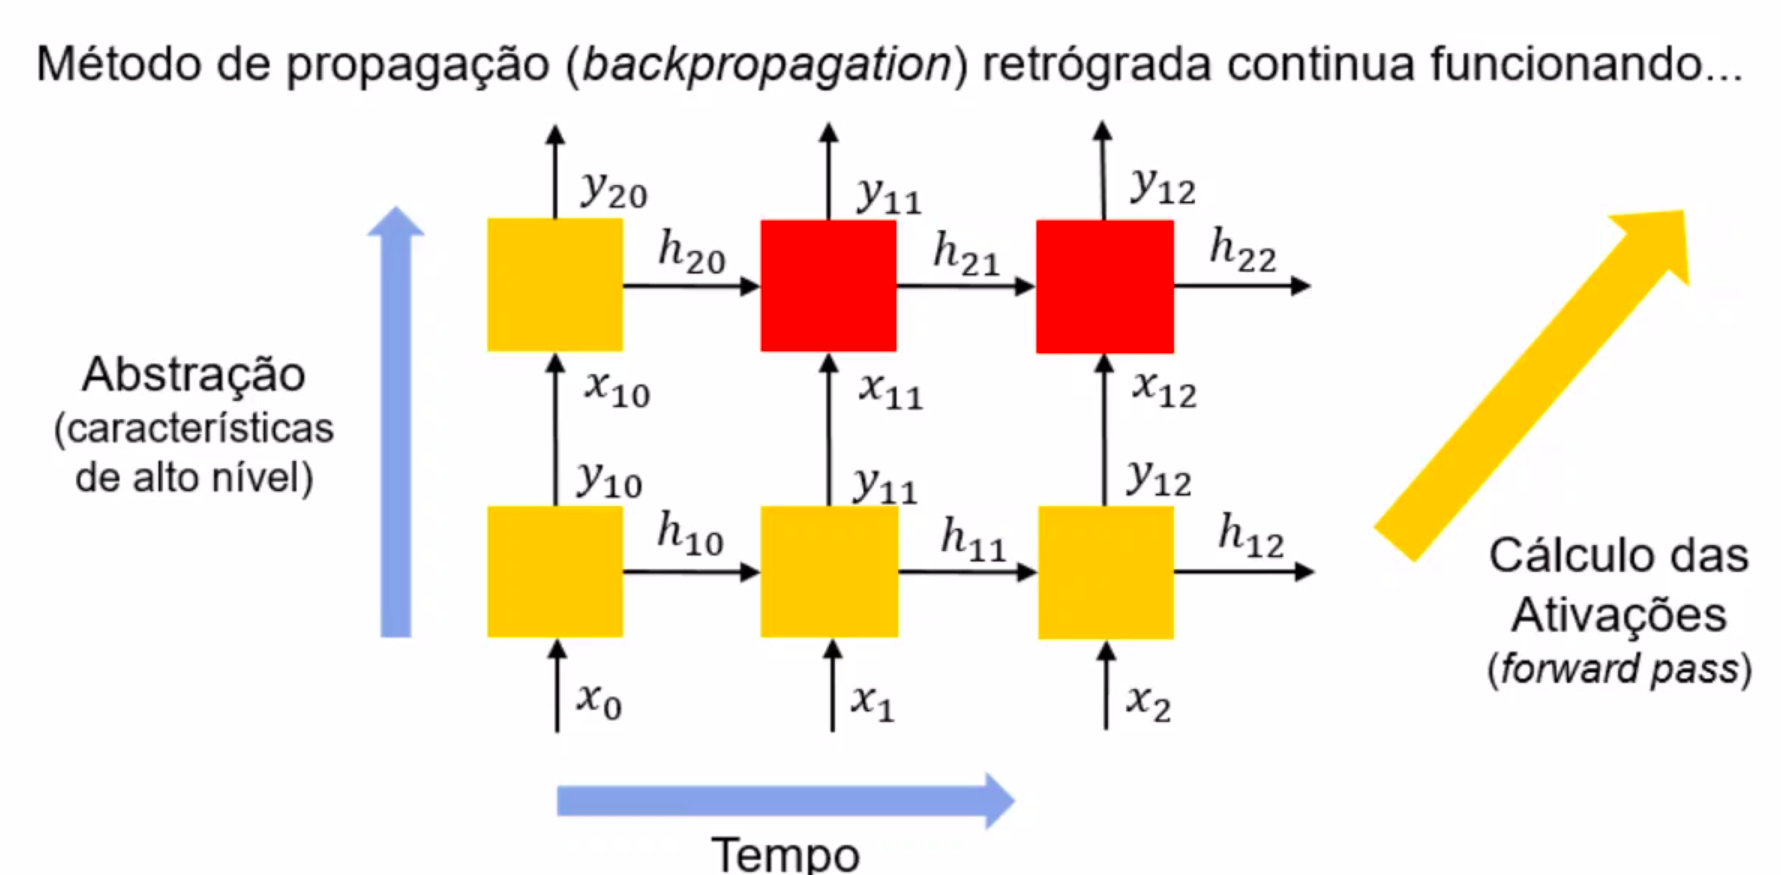 Método de propagação (backpropagation) retrógrada continua funcionando...
y₂₀
y₁₁
y₁₂
h₂₀
h₂₁
h₂₂
Abstração
(características
de alto nível)
x₁₀
x₁₁
x₁₂
y₁₀
y₁₁
y₁₂
h₁₀
h₁₁
h₁₂
Cálculo das
Ativações
(forward pass)
x₀
x₁
x₂
Tempo